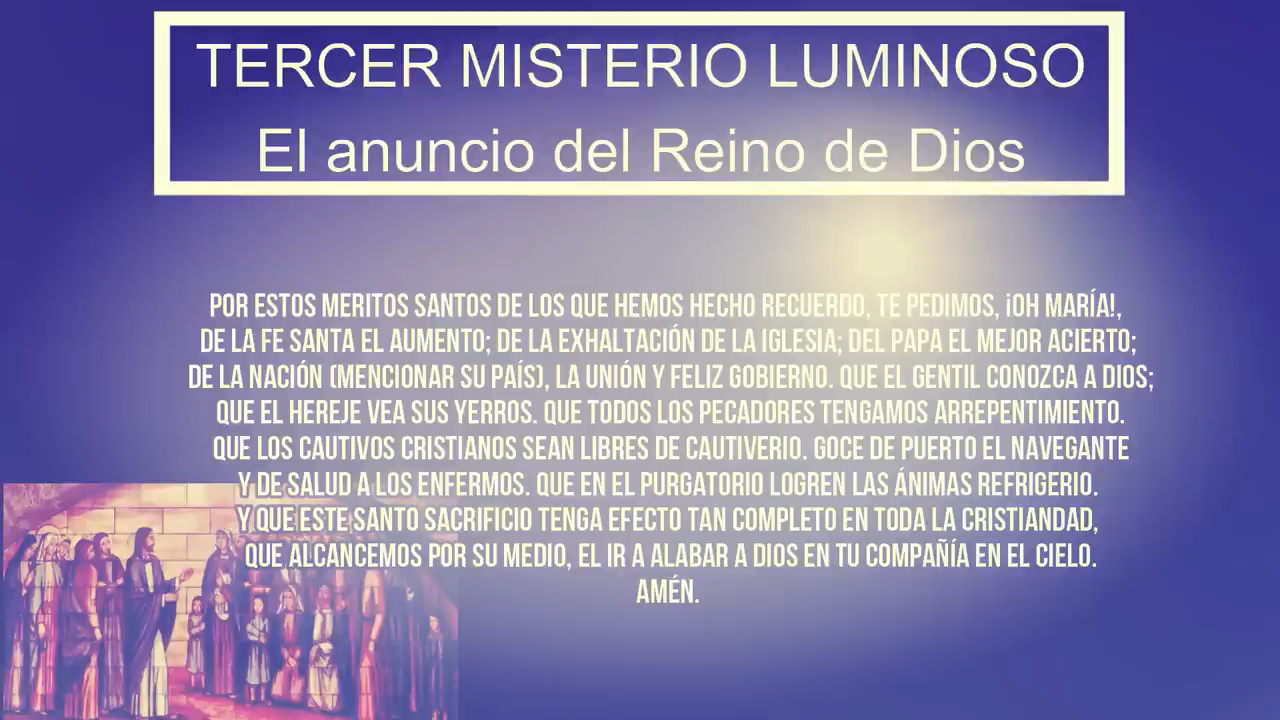 TERCER MISTERIO LUMINOSO
El anuncio del Reino de Dios
POR ESTOS MERITOS SANTOS DE LOS QUE HEMOS HECHO RECUERDO, TE PEDIMOS, ¡OH MARÍA!,
DE LA FE SANTA EL AUMENTO; DE LA EXHALTACIÓN DE LA IGLESIA; DEL PAPA EL MEJOR ACIERTO;
DE LA NACIÓN (MENCIONAR SU PAÍS), LA UNIÓN Y FELIZ GOBIERNO. QUE EL GENTIL CONOZCA A DIOS;
QUE EL HEREJE VEA SUS YERROS. QUE TODOS LOS PECADORES TENGAMOS ARREPENTIMIENTO.
QUE LOS CAUTIVOS CRISTIANOS SEAN LIBRES DE CAUTIVERIO. GOCE DE PUERTO EL NAVEGANTE
Y DE SALUD A LOS ENFERMOS. QUE EN EL PURGATORIO LOGREN LAS ÁNIMAS REFRIGERIO.
Y QUE ESTE SANTO SACRIFICIO TENGA EFECTO TAN COMPLETO EN TODA LA CRISTIANDAD,
QUE ALCANCEMOS POR SU MEDIO, EL IR A ALABAR A DIOS EN TU COMPAÑÍA EN EL CIELO.
AMÉN.